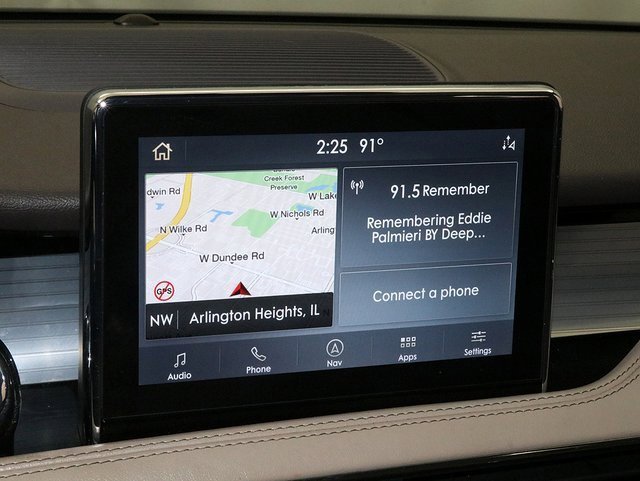 2:25 91°
dwin Rd
Creek Forest
Preserve
W Lake
W Nichols Rd
N Wilke Rd
Arling
W Dundee Rd
GPS
NW Arlington Heights, IL
91.5 Remember
Remembering Eddie
Palmieri BY Deep...
Connect a phone
Audio
Phone
Nav
Apps
Settings